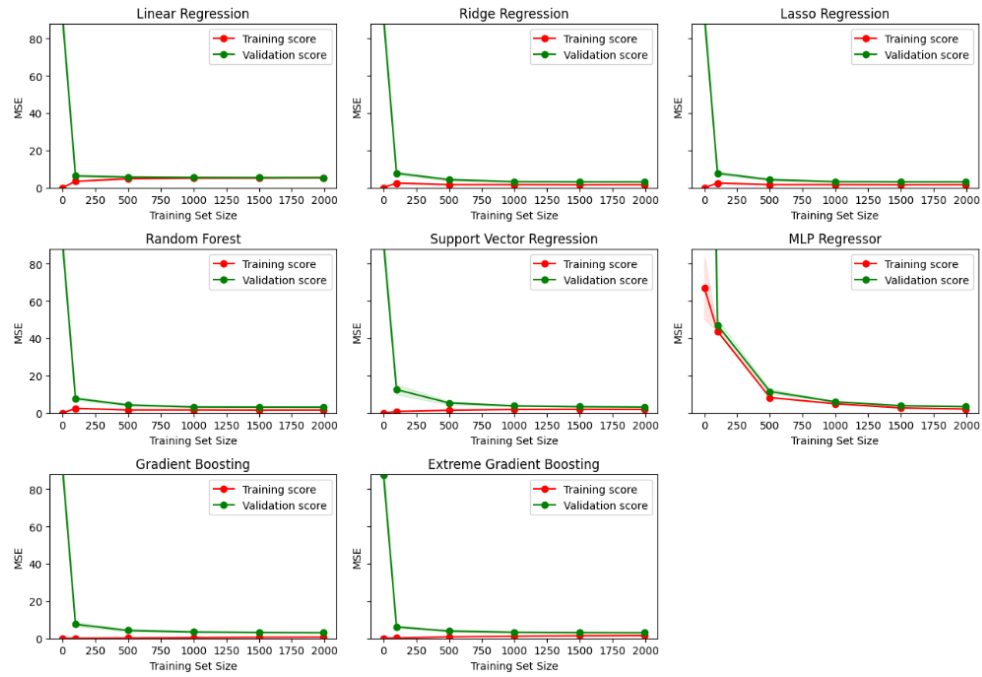 Linear Regression
80
60
40
20
0
MSE
Training score
Validation score
0 250 500 750 1000 1250 1500 1750 2000
Training Set Size
Ridge Regression
MSE
Training score
Validation score
0 250 500 750 1000 1250 1500 1750 2000
Training Set Size
Lasso Regression
MSE
Training score
Validation score
0 250 500 750 1000 1250 1500 1750 2000
Training Set Size
Random Forest
80
60
40
20
0
MSE
Training score
Validation score
0 250 500 750 1000 1250 1500 1750 2000
Training Set Size
Support Vector Regression
MSE
Training score
Validation score
0 250 500 750 1000 1250 1500 1750 2000
Training Set Size
MLP Regressor
MSE
Training score
Validation score
0 250 500 750 1000 1250 1500 1750 2000
Training Set Size
Gradient Boosting
80
60
40
20
0
MSE
Training score
Validation score
0 250 500 750 1000 1250 1500 1750 2000
Training Set Size
Extreme Gradient Boosting
MSE
Training score
Validation score
0 250 500 750 1000 1250 1500 1750 2000
Training Set Size